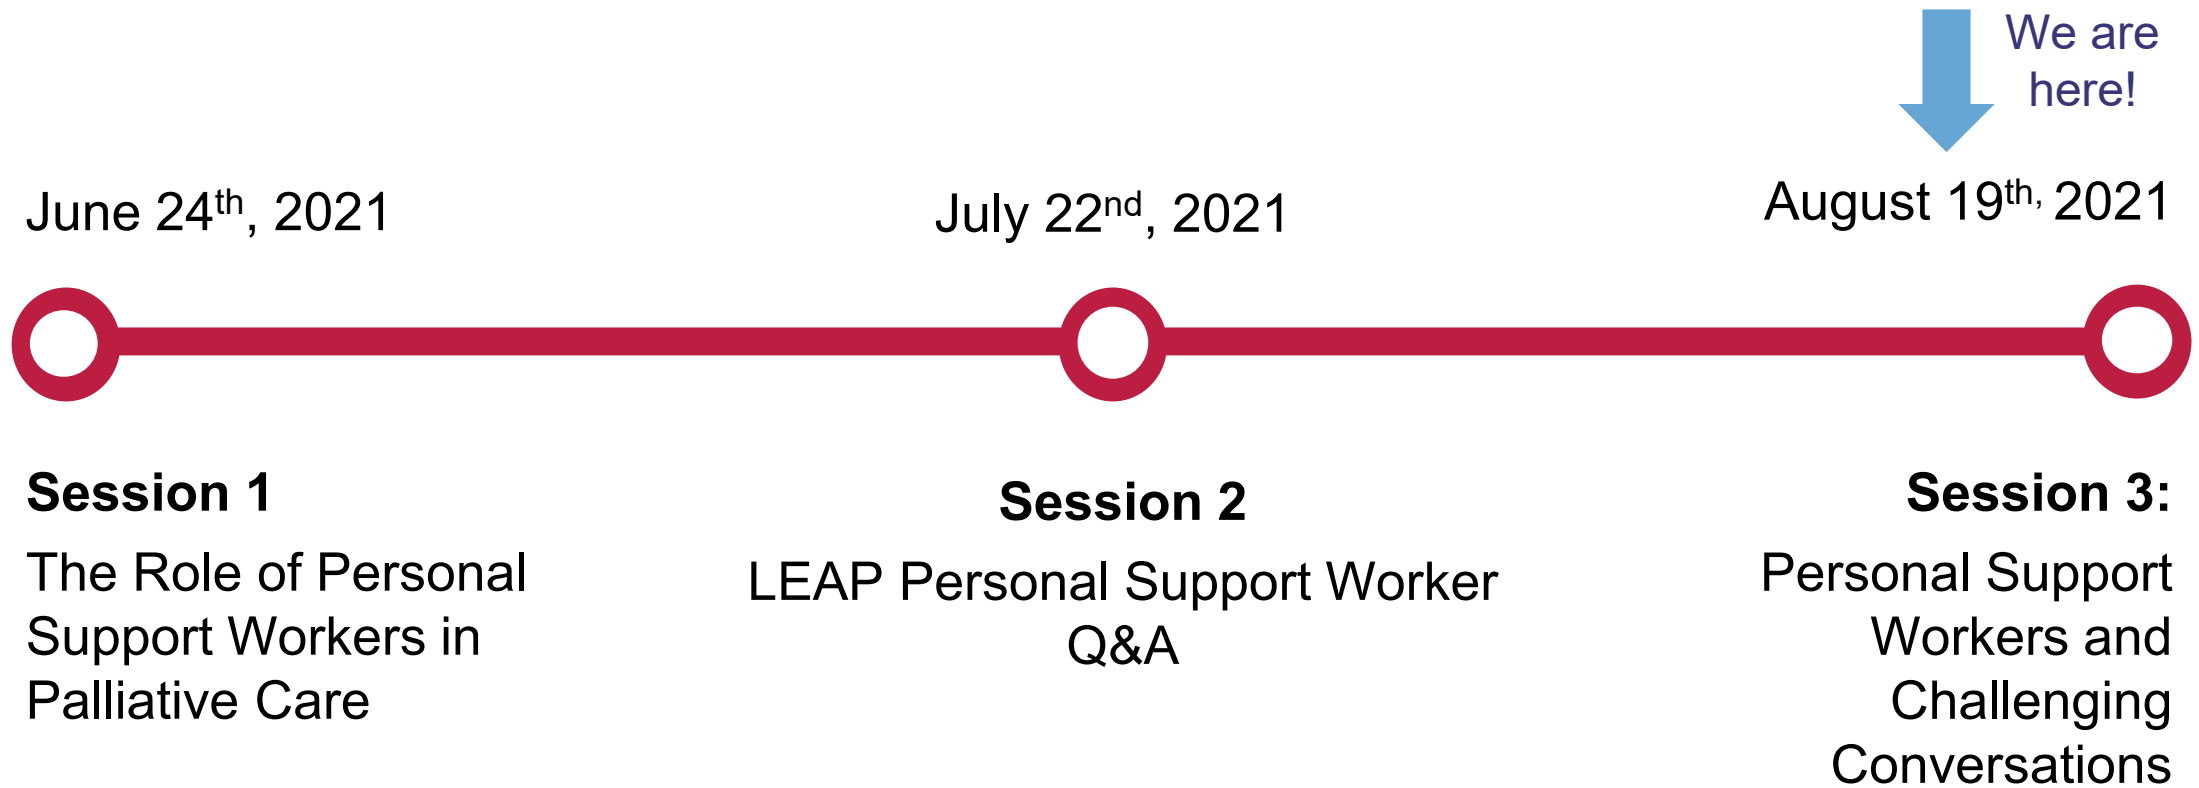 We are
here!
June 24th, 2021
July 22nd, 2021
August 19th, 2021
Session 1
The Role of Personal
Support Workers in
Palliative Care
Session 2
LEAP Personal Support Worker
Q&A
Session 3:
Personal Support
Workers and
Challenging
Conversations